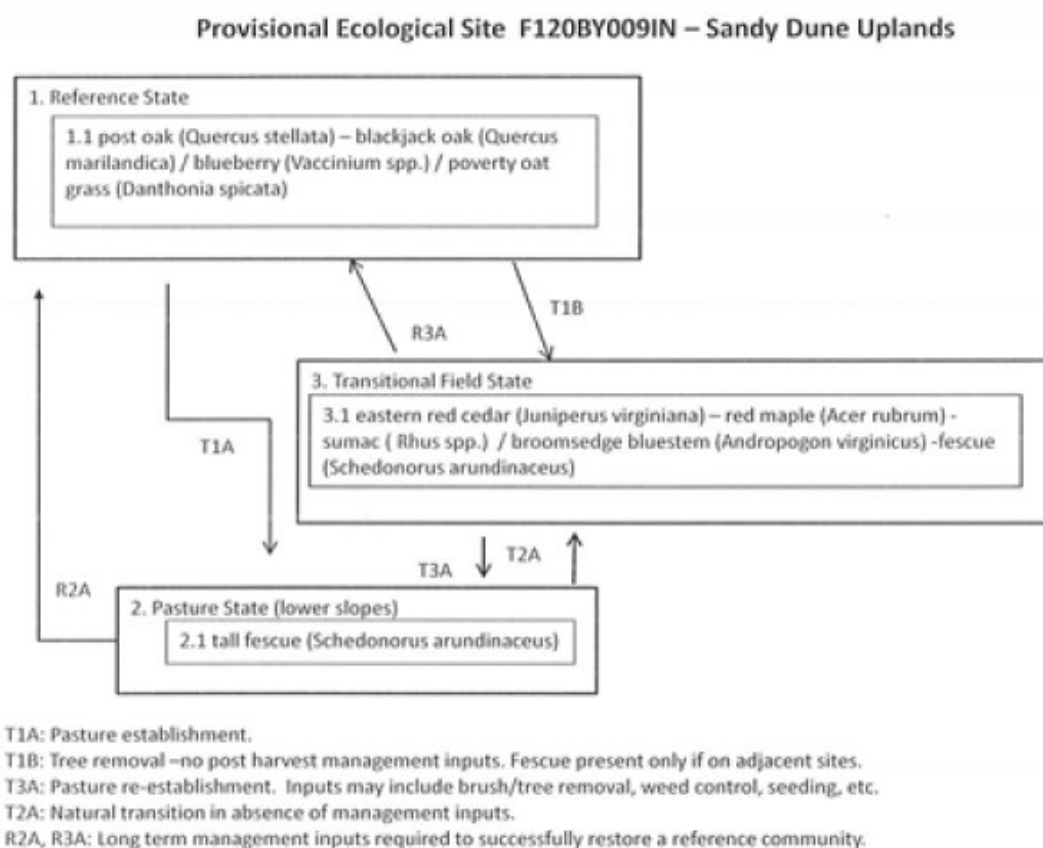 Provisional Ecological Site F120BY009IN – Sandy Dune Uplands
1. Reference State
1.1 post oak (Quercus stellata) – blackjack oak (Quercus
marilandica) / blueberry (Vaccinium spp.) / poverty oat
grass (Danthonia spicata)
T1B
R3A
3. Transitional Field State
3.1 eastern red cedar (Juniperus virginiana) – red maple (Acer rubrum) -
sumac ( Rhus spp.) / broomsedge bluestem (Andropogon virginicus) -fescue
(Schedonorus arundinaceus)
T1A
T2A
T3A
R2A
2. Pasture State (lower slopes)
2.1 tall fescue (Schedonorus arundinaceus)
T1A: Pasture establishment.
T1B: Tree removal –no post harvest management inputs. Fescue present only if on adjacent sites.
T3A: Pasture re-establishment. Inputs may include brush/tree removal, weed control, seeding, etc.
T2A: Natural transition in absence of management inputs.
R2A, R3A: Long term management inputs required to successfully restore a reference community.